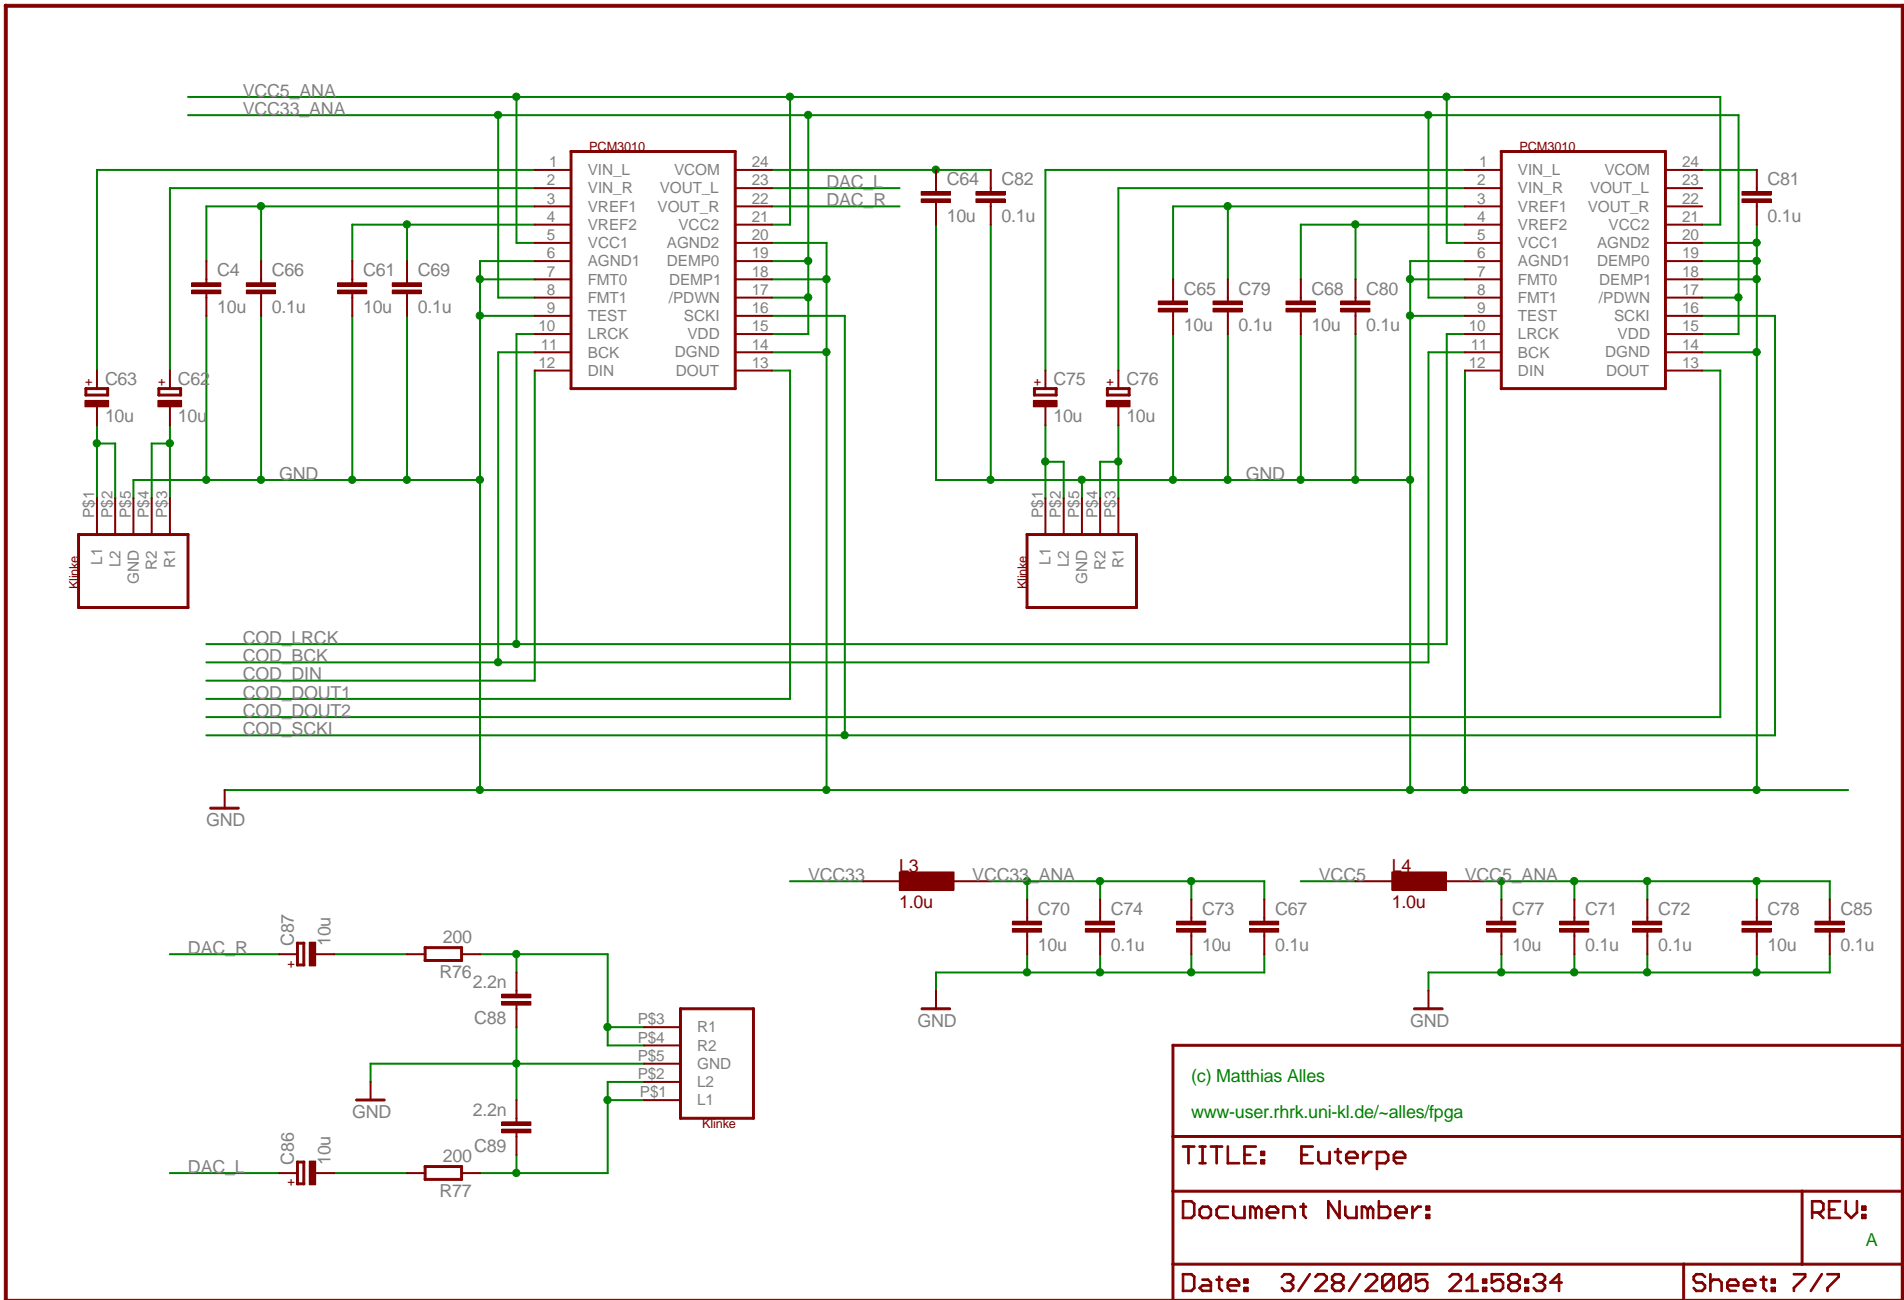 VCC5_ANA
VCC33_ANA
PCM3010
1 VIN_L VCOM 24
2 VIN_R VOUT_L 23 DAC_L
3 VREF1 VOUT_R 22 DAC_R
4 VREF2 VCC2 21
5 VCC1 AGND2 20
6 AGND1 DEMP0 19
7 FMT0 DEMP1 18
8 FMT1 /PDWN 17
9 TEST SCKI 16
10 LRCK VDD 15
11 BCK DGND 14
12 DIN DOUT 13
C64 10u
C82 0.1u
PCM3010
1 VIN_L VCOM 24
2 VIN_R VOUT_L 23
3 VREF1 VOUT_R 22
4 VREF2 VCC2 21
5 VCC1 AGND2 20
6 AGND1 DEMP0 19
7 FMT0 DEMP1 18
8 FMT1 /PDWN 17
9 TEST SCKI 16
10 LRCK VDD 15
11 BCK DGND 14
12 DIN DOUT 13
C81 0.1u
C4 10u
C66 0.1u
C61 10u
C69 0.1u
C65 10u
C79 0.1u
C68 10u
C80 0.1u
+ C63 10u
+ C62 10u
+ C75 10u
+ C76 10u
GND
GND
P$1 P$2 P$5 P$4 P$3
L1 L2 GND R2 R1
Klinke
P$1 P$2 P$5 P$4 P$3
L1 L2 GND R2 R1
Klinke
COD_LRCK
COD_BCK
COD_DIN
COD_DOUT1
COD_DOUT2
COD_SCKI
GND
VCC33 L3 1.0u VCC33_ANA
C70 10u
C74 0.1u
C73 10u
C67 0.1u
GND
VCC5 L4 1.0u VCC5_ANA
C77 10u
C71 0.1u
C72 0.1u
C78 10u
C85 0.1u
GND
DAC_R C87 + 10u 200 R76
2.2n C88
P$3 R1
P$4 R2
P$5 GND
P$2 L2
P$1 L1
Klinke
GND
2.2n C89
DAC_L C86 + 10u 200 R77
(c) Matthias Alles
www-user.rhrk.uni-kl.de/~alles/fpga
TITLE: Euterpe
Document Number:
REV:
A
Date: 3/28/2005 21:58:34
Sheet: 7/7